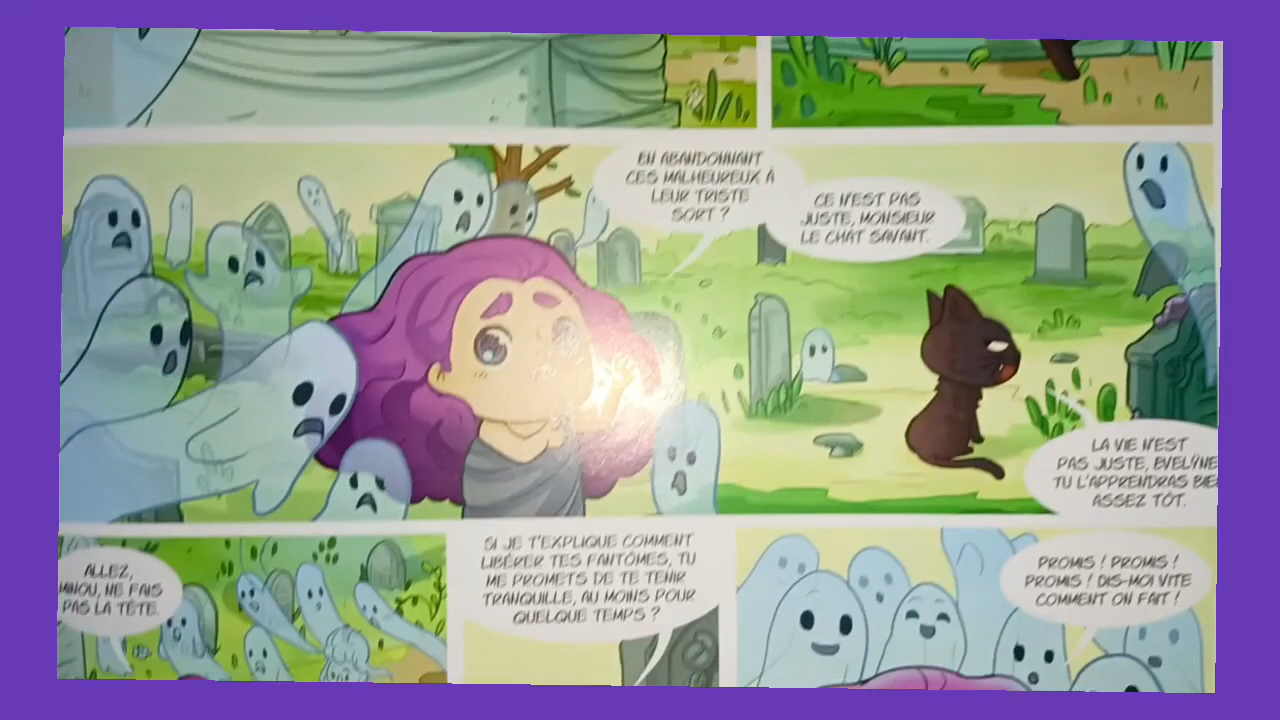 EN ABANDONNANT
CES MALHEUREUX À
LEUR TRISTE
SORT ?
CE N'EST PAS
JUSTE, MONSIEUR
LE CHAT SAVANT.
LA VIE N'EST
PAS JUSTE, EVELYNE
TU L'APPRENDRAS BIE
ASSEZ TÔT.
ALLEZ,
MINOU, NE FAIS
PAS LA TÊTE.
SI JE T'EXPLIQUE COMMENT
LIBÉRER TES FANTÔMES, TU
ME PROMETS DE TE TENIR
TRANQUILLE, AU MOINS POUR
QUELQUE TEMPS ?
PROMIS ! PROMIS !
PROMIS ! DIS-MOI VITE
COMMENT ON FAIT !